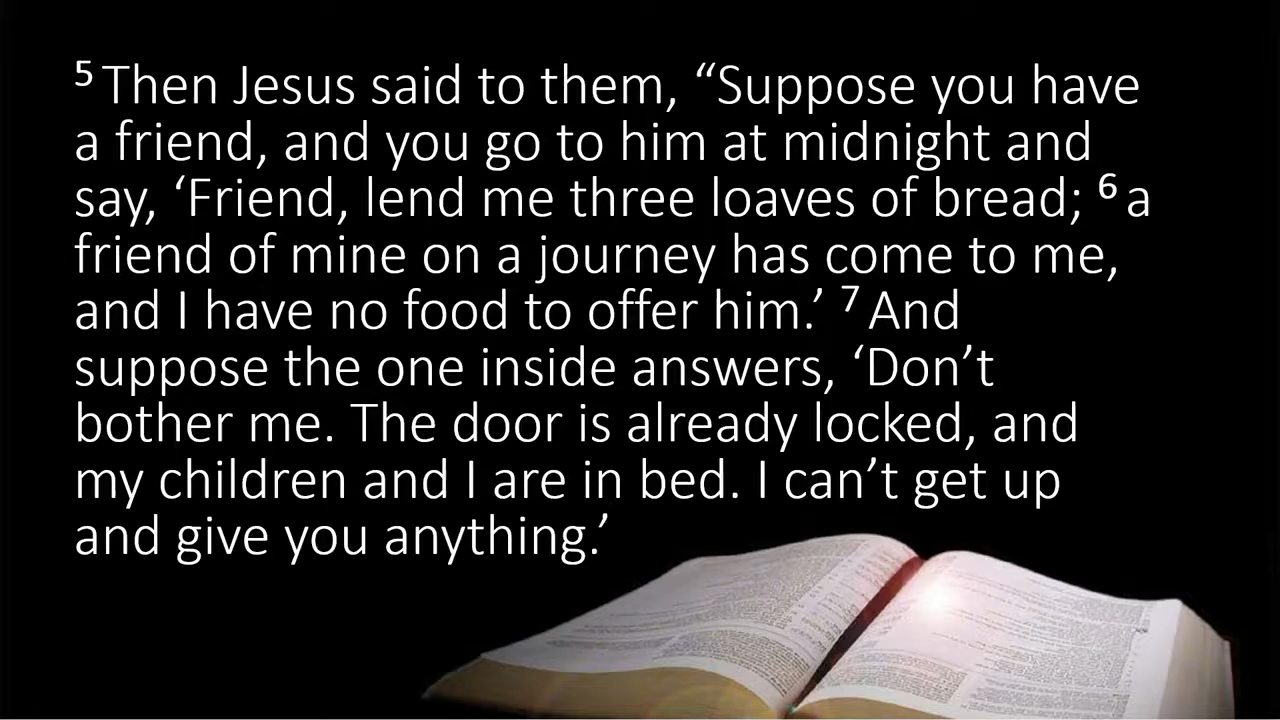 5 Then Jesus said to them, “Suppose you have
a friend, and you go to him at midnight and
say, ‘Friend, lend me three loaves of bread; 6 a
friend of mine on a journey has come to me,
and I have no food to offer him.’ 7 And
suppose the one inside answers, ‘Don’t
bother me. The door is already locked, and
my children and I are in bed. I can’t get up
and give you anything.’